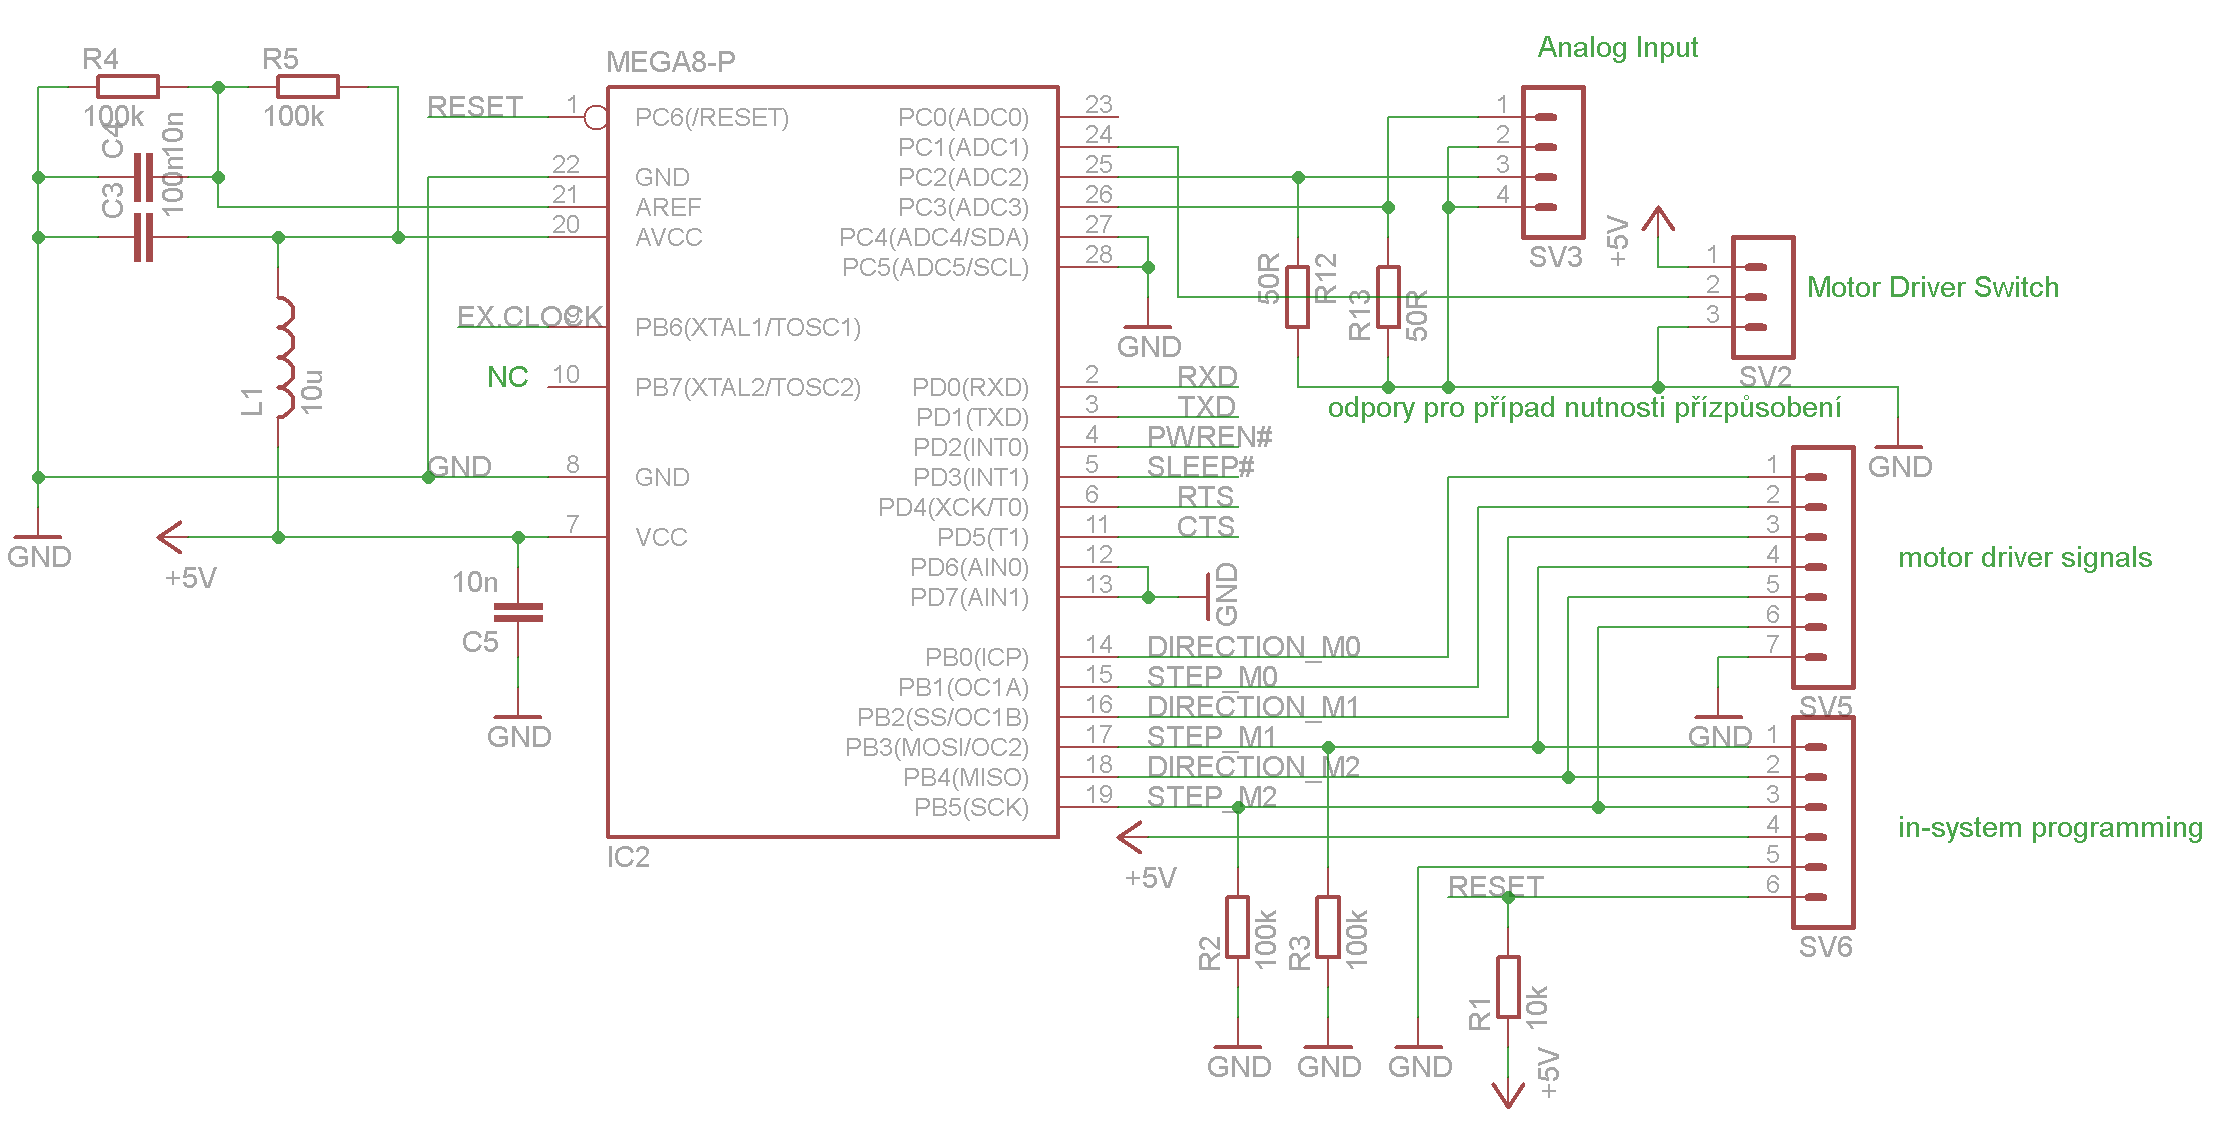 R4
100k
R5
100k
C4
10n
C3
100n
L1
10u
GND
+5V
10n
C5
GND
MEGA8-P
RESET
EX.CLOCK
NC
GND
1
22
21
20
9
10
8
7
PC6(/RESET)
GND
AREF
AVCC
PB6(XTAL1/TOSC1)
PB7(XTAL2/TOSC2)
GND
VCC
IC2
PC0(ADC0) 23
PC1(ADC1) 24
PC2(ADC2) 25
PC3(ADC3) 26
PC4(ADC4/SDA) 27
PC5(ADC5/SCL) 28
GND
PD0(RXD) 2 RXD
PD1(TXD) 3 TXD
PD2(INT0) 4 PWREN#
PD3(INT1) 5 SLEEP#
PD4(XCK/T0) 6 RTS
PD5(T1) 11 CTS
PD6(AIN0) 12
PD7(AIN1) 13
GND
PB0(ICP) 14 DIRECTION_M0
PB1(OC1A) 15 STEP_M0
PB2(SS/OC1B) 16 DIRECTION_M1
PB3(MOSI/OC2) 17 STEP_M1
PB4(MISO) 18 DIRECTION_M2
PB5(SCK) 19 STEP_M2
Analog Input
1
2
3
4
SV3
50R
R12
R13
50R
+5V
1
2
3
SV2
Motor Driver Switch
odpory pro případ nutnosti přízpůsobení
GND
1
2
3
4
5
6
7
SV5
motor driver signals
GND
1
2
3
4
5
6
SV6
in-system programming
+5V
RESET
R2
100k
GND
R3
100k
GND
GND
R1
10k
+5V